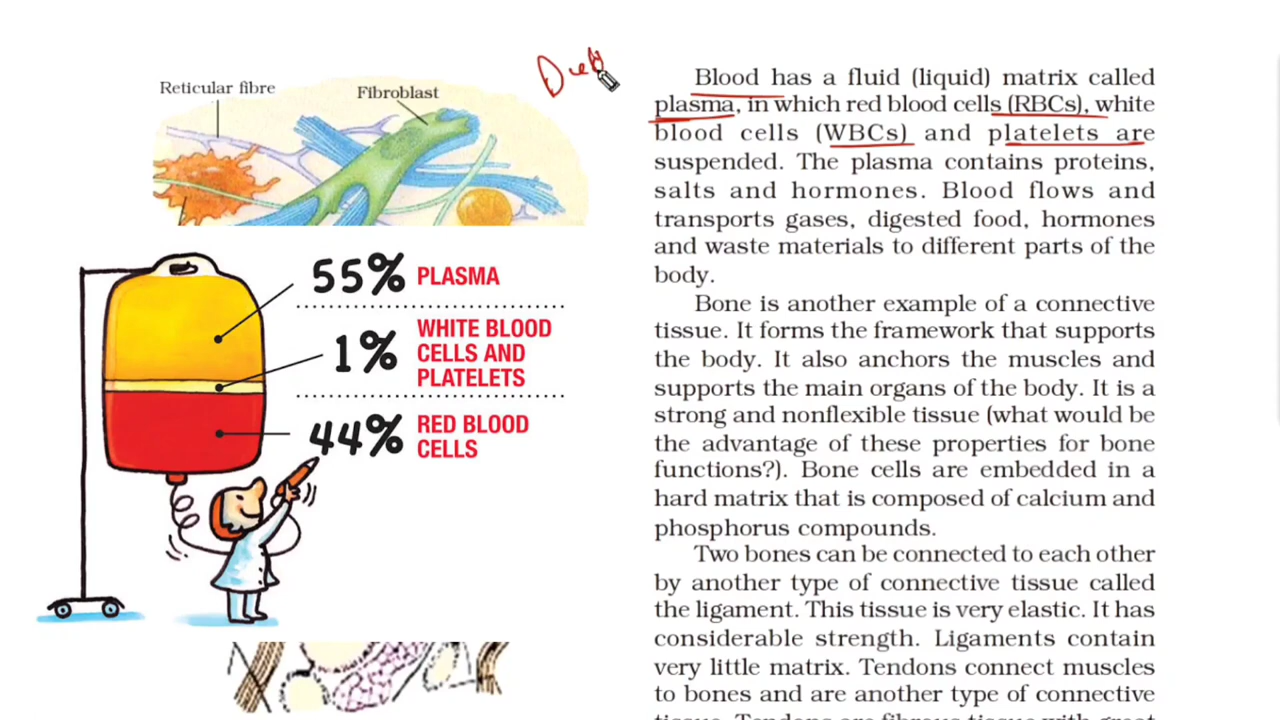 Reticular fibre
Fibroblast
55% PLASMA
1% WHITE BLOOD
CELLS AND
PLATELETS
44% RED BLOOD
CELLS
Blood has a fluid (liquid) matrix called
plasma, in which red blood cells (RBCs), white
blood cells (WBCs) and platelets are
suspended. The plasma contains proteins,
salts and hormones. Blood flows and
transports gases, digested food, hormones
and waste materials to different parts of the
body.
Bone is another example of a connective
tissue. It forms the framework that supports
the body. It also anchors the muscles and
supports the main organs of the body. It is a
strong and nonflexible tissue (what would be
the advantage of these properties for bone
functions?). Bone cells are embedded in a
hard matrix that is composed of calcium and
phosphorus compounds.
Two bones can be connected to each other
by another type of connective tissue called
the ligament. This tissue is very elastic. It has
considerable strength. Ligaments contain
very little matrix. Tendons connect muscles
to bones and are another type of connective
tissue. Tendons are fibrous tissue with great